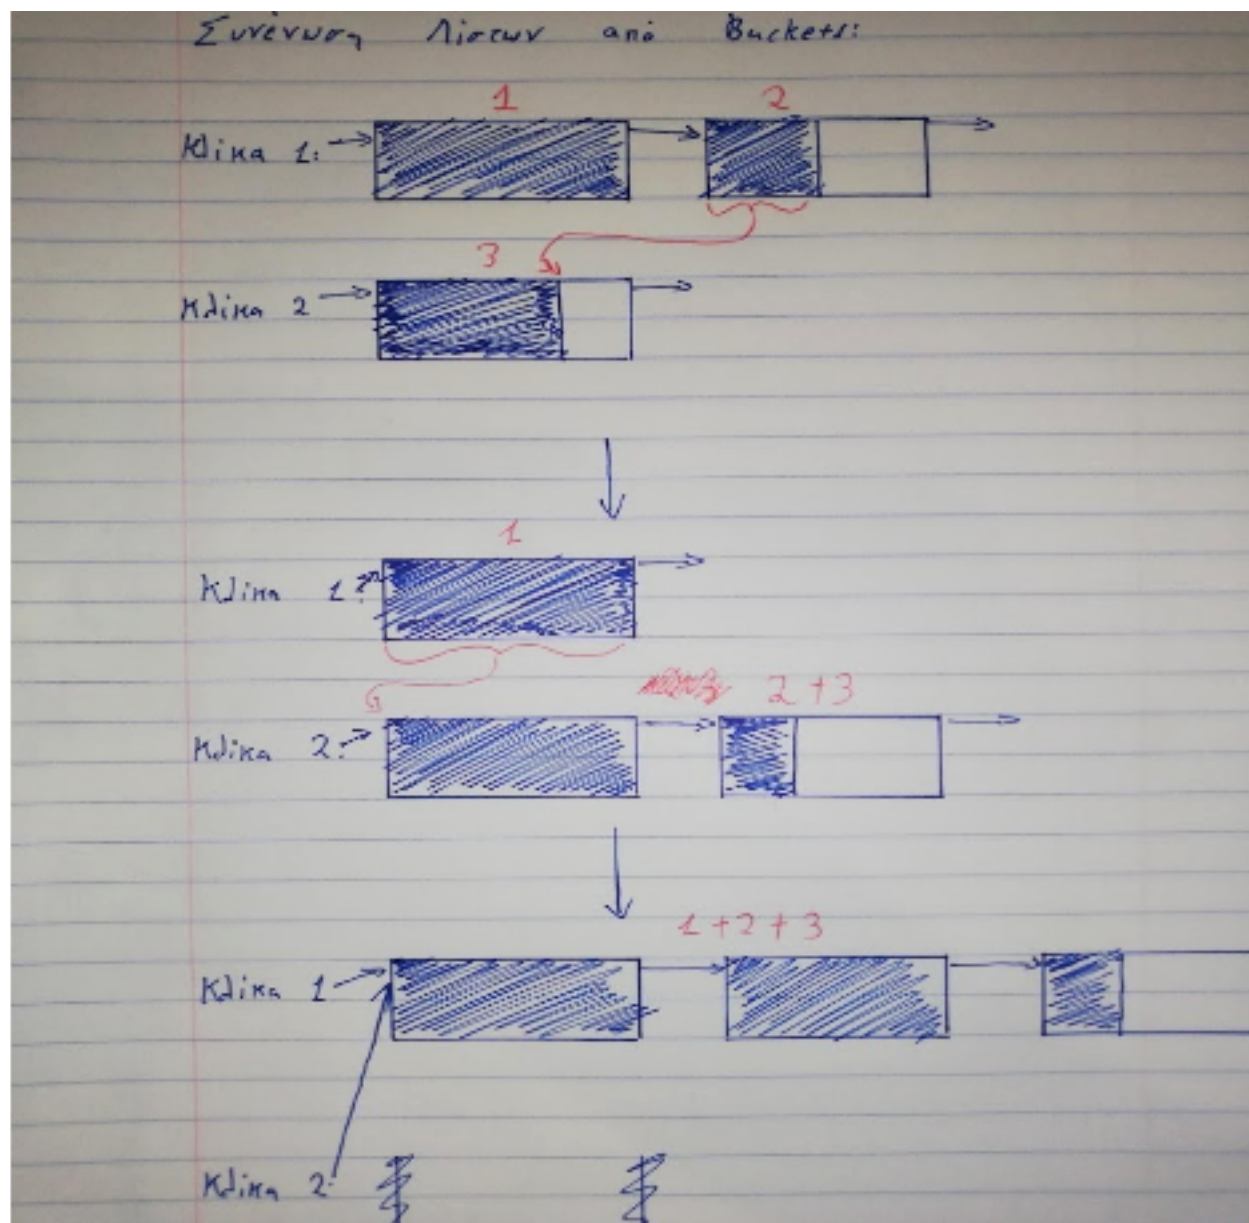 Συνένωση Λιστων από Buckets:
1 2
Κλίκα 1:
3
Κλίκα 2
1
Κλίκα 1:
2 + 3
Κλίκα 2:
1 + 2 + 3
Κλίκα 1
Κλίκα 2: